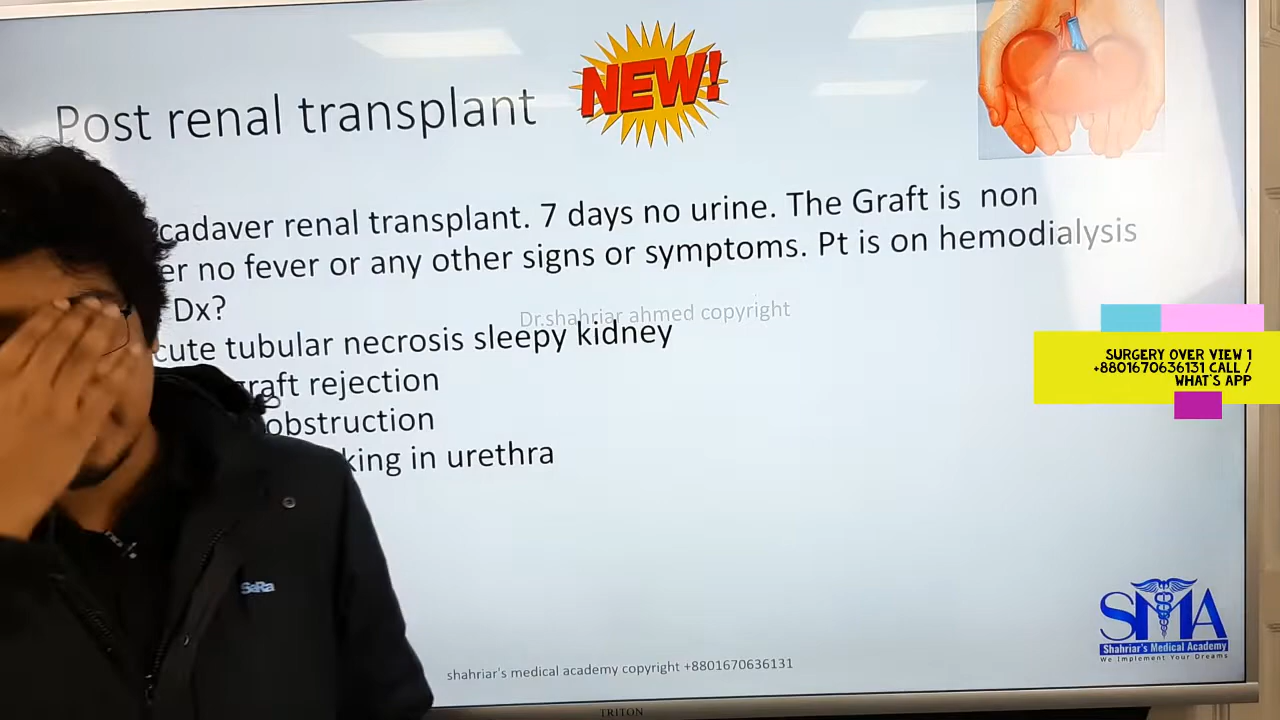 Post renal transplant
NEW!
cadaver renal transplant. 7 days no urine. The Graft is non
er no fever or any other signs or symptoms. Pt is on hemodialysis
Dx?
Dr.shahriar ahmed copyright
cute tubular necrosis sleepy kidney
graft rejection
obstruction
king in urethra
SURGERY OVER VIEW 1
+8801670636131 CALL /
WHAT'S APP
SaRa
SMA
Shahriar's Medical Academy
We Implement Your Dreams
shahriar's medical academy copyright +8801670636131
TRITON